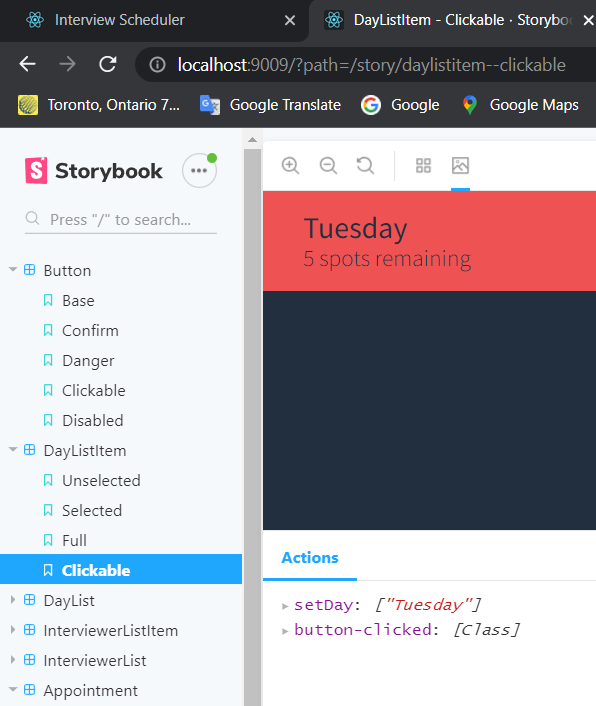 Interview Scheduler
DayListItem - Clickable · Storyboo
localhost:9009/?path=/story/daylistitem--clickable
Toronto, Ontario 7...
Google Translate
Google
Google Maps
Storybook
Press "/" to search...
Button
Base
Confirm
Danger
Clickable
Disabled
DayListItem
Unselected
Selected
Full
Clickable
DayList
InterviewerListItem
InterviewerList
Appointment
Tuesday
5 spots remaining
Actions
setDay: ["Tuesday"]
button-clicked: [Class]